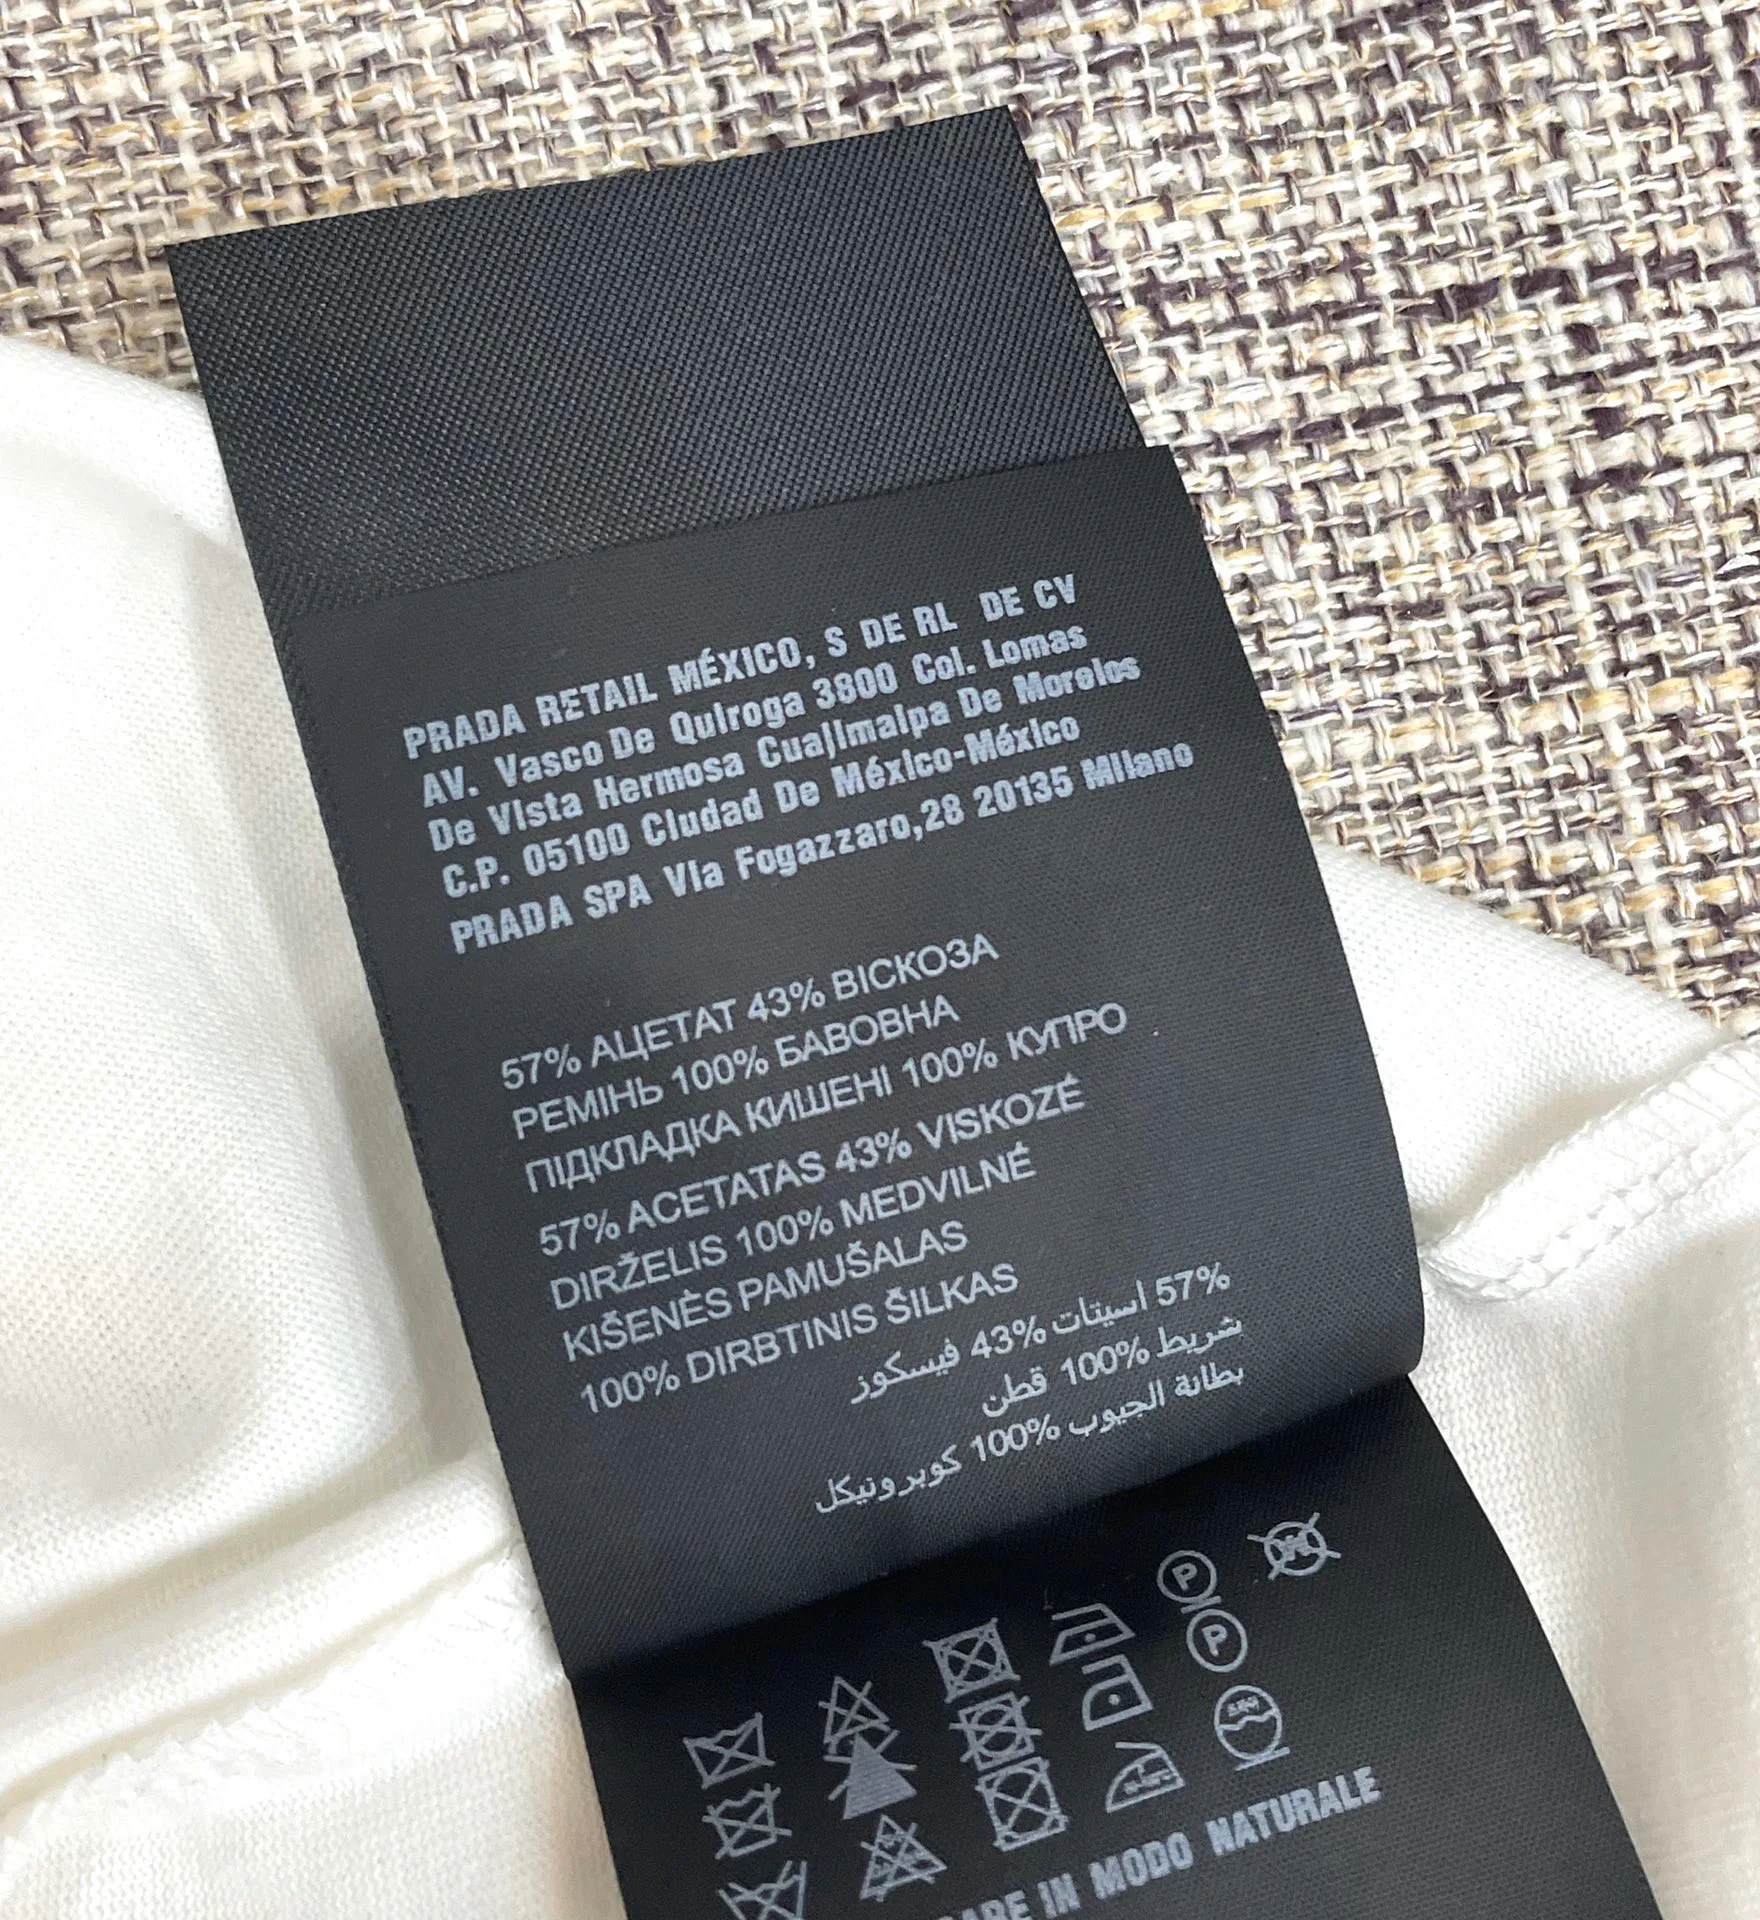 PRADA RETAIL MÉXICO, S DE RL DE CV
AV. Vasco De Quiroga 3800 Col. Lomas
De Vista Hermosa Cuajimalpa De Morelos
C.P. 05100 Ciudad De México-México
PRADA SPA Via Fogazzaro,28 20135 Milano
57% АЦЕТАТ 43% ВІСКОЗА
РЕМІНЬ 100% БАВОВНА
ПІДКЛАДКА КИШЕНІ 100% КУПРО
57% ACETATAS 43% VISKOZÉ
DIRŽELIS 100% MEDVILNÉ
KIŠENĖS PAMUŠALAS
100% DIRBTINIS ŠILKAS
57% أسيتات 43% فيسكوز
شريط 100% قطن
بطانة الجيوب 100% كوبرونيكل
P
P
IN MODO NATURALE